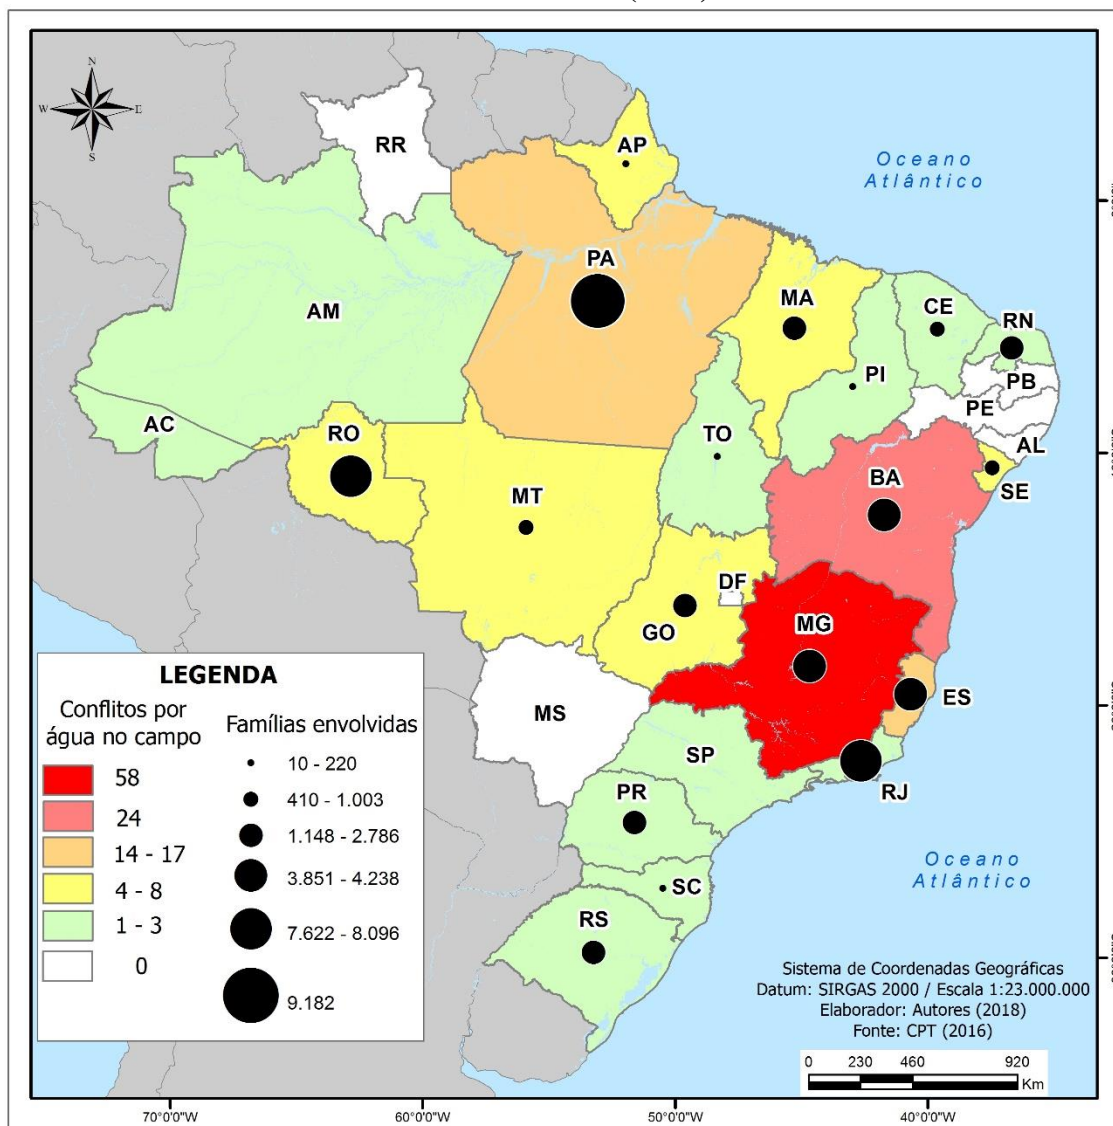 N
W
E
S
RR
AP
Oceano
Atlântico
PA
AM
MA
CE
RN
PI
PB
PE
AC
RO
TO
AL
BA
SE
MT
DF
GO
MG
ES
MS
SP
RJ
PR
SC
RS
Oceano
Atlântico
LEGENDA
Conflitos por
água no campo
58
24
14 - 17
4 - 8
1 - 3
0
Famílias envolvidas
10 - 220
410 - 1.003
1.148 - 2.786
3.851 - 4.238
7.622 - 8.096
9.182
Sistema de Coordenadas Geográficas
Datum: SIRGAS 2000 / Escala 1:23.000.000
Elaborador: Autores (2018)
Fonte: CPT (2016)
0 230 460 920
Km
70°0'0"W 60°0'0"W 50°0'0"W 40°0'0"W